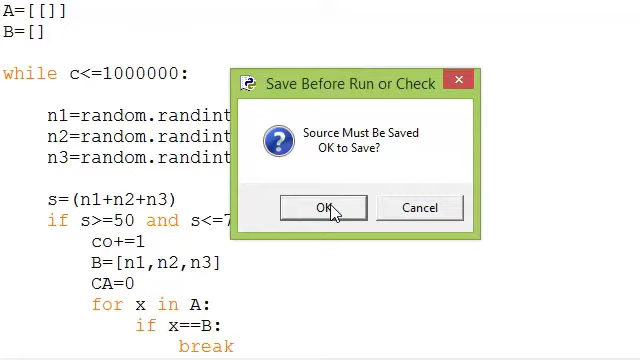 A=[[]]
B=[]
while c<=1000000:
n1=random.randint
n2=random.randint
n3=random.randint
s=(n1+n2+n3)
if s>=50 and s<=7
co+=1
B=[n1,n2,n3]
CA=0
for x in A:
if x==B:
break
Save Before Run or Check
Source Must Be Saved
OK to Save?
OK
Cancel